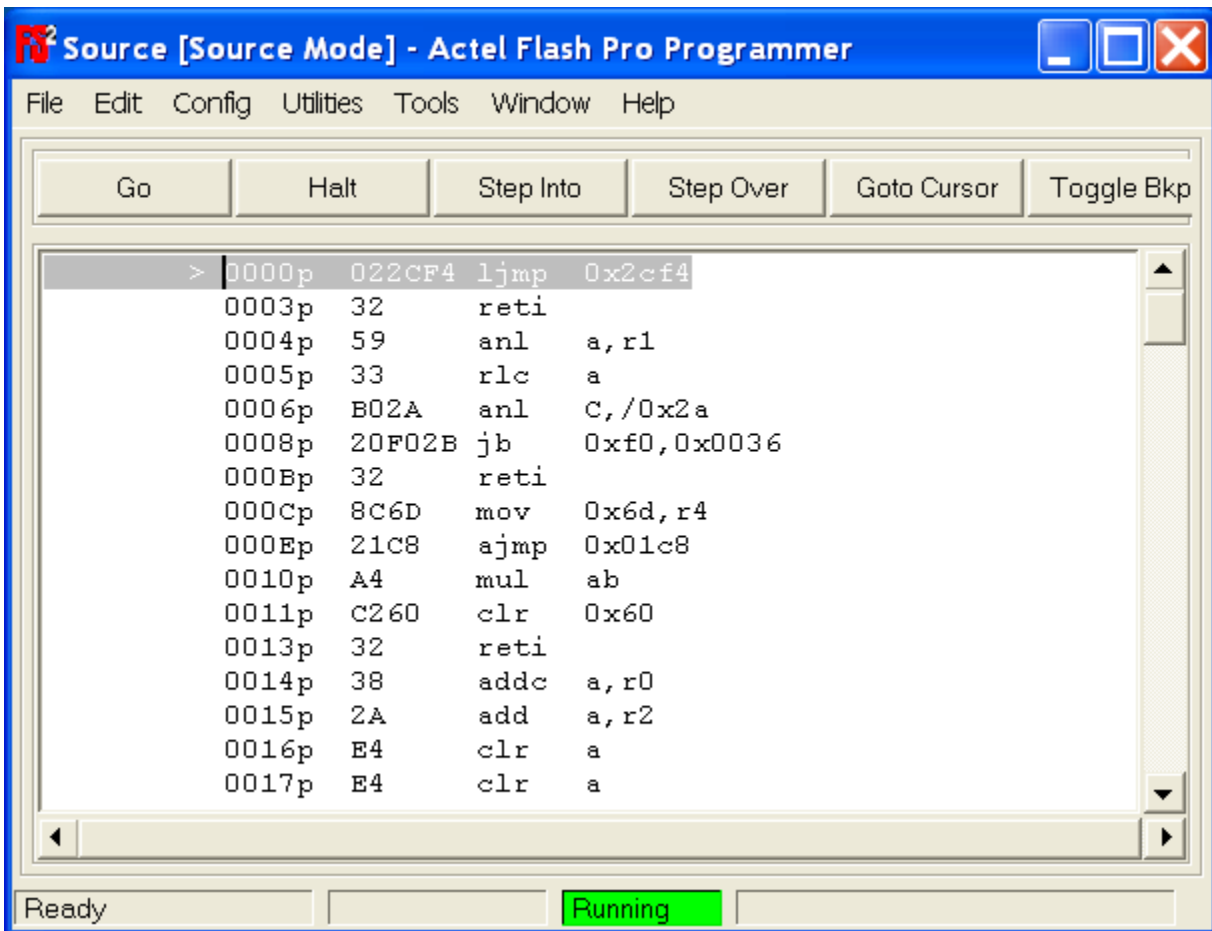 FS2 Source [Source Mode] - Actel Flash Pro Programmer
File Edit Config Utilities Tools Window Help
Go Halt Step Into Step Over Goto Cursor Toggle Bkp
> 0000p 022CF4 ljmp 0x2cf4
0003p 32 reti
0004p 59 anl a,r1
0005p 33 rlc a
0006p B02A anl C,/0x2a
0008p 20F02B jb 0xf0,0x0036
000Bp 32 reti
000Cp 8C6D mov 0x6d,r4
000Ep 21C8 ajmp 0x01c8
0010p A4 mul ab
0011p C260 clr 0x60
0013p 32 reti
0014p 38 addc a,r0
0015p 2A add a,r2
0016p E4 clr a
0017p E4 clr a
Ready Running